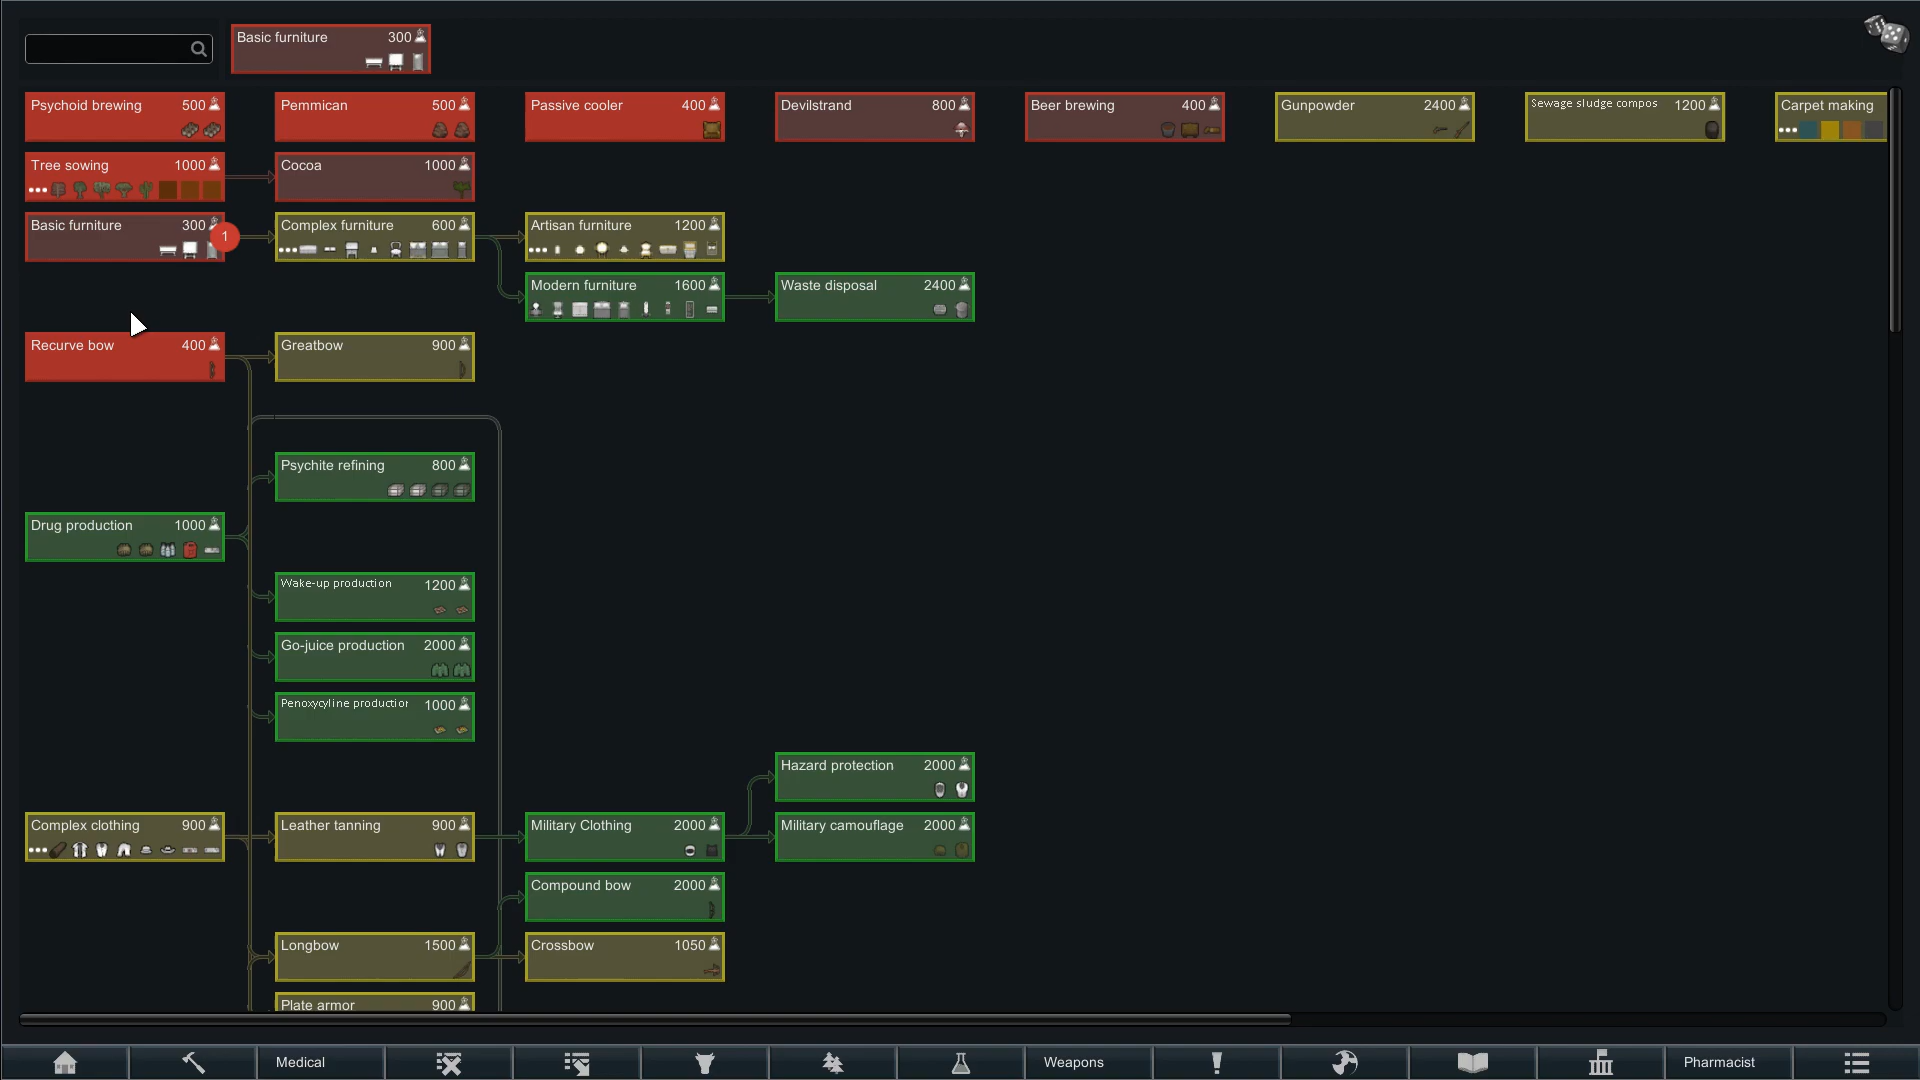 Basic furniture 300
Psychoid brewing 500
Pemmican 500
Passive cooler 400
Devilstrand 800
Beer brewing 400
Gunpowder 2400
Sewage sludge compos 1200
Carpet making
Tree sowing 1000
Cocoa 1000
Basic furniture 300
1
Complex furniture 600
Artisan furniture 1200
Modern furniture 1600
Waste disposal 2400
Recurve bow 400
Greatbow 900
Psychite refining 800
Drug production 1000
Wake-up production 1200
Go-juice production 2000
Penoxycyline production 1000
Hazard protection 2000
Complex clothing 900
Leather tanning 900
Military Clothing 2000
Military camouflage 2000
Compound bow 2000
Longbow 1500
Crossbow 1050
Plate armor 900
Medical
Weapons
Pharmacist